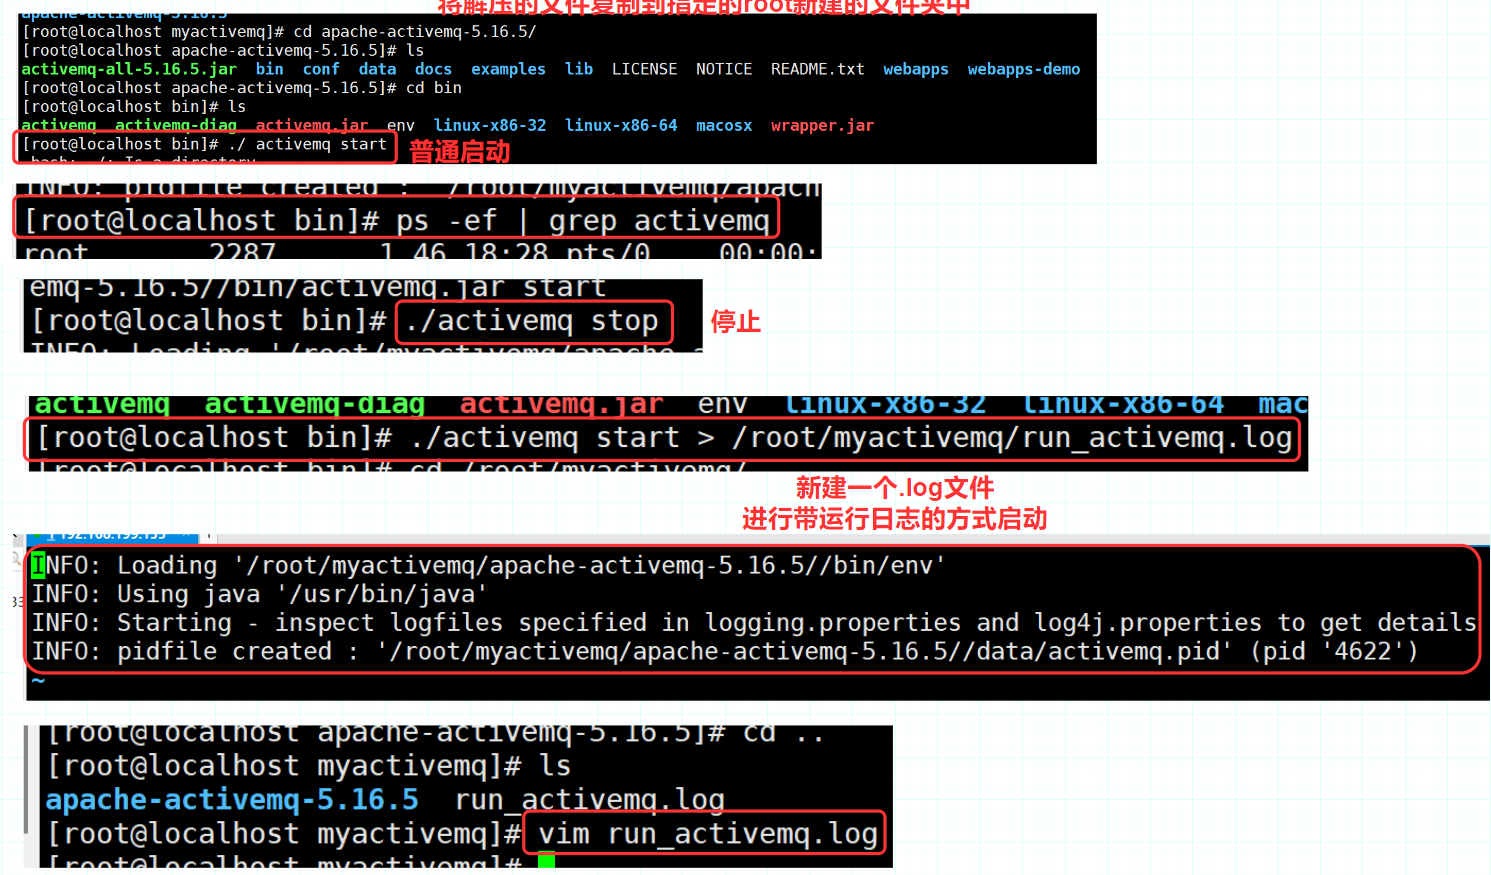 将解压的文件复制到指定的root新建的文件夹中
apache-activemq-5.16.5
[root@localhost myactivemq]# cd apache-activemq-5.16.5/
[root@localhost apache-activemq-5.16.5]# ls
activemq-all-5.16.5.jar  bin  conf  data  docs  examples  lib  LICENSE  NOTICE  README.txt  webapps  webapps-demo
[root@localhost apache-activemq-5.16.5]# cd bin
[root@localhost bin]# ls
activemq  activemq-diag  activemq.jar  env  linux-x86-32  linux-x86-64  macosx  wrapper.jar
[root@localhost bin]# ./ activemq start
普通启动
-bash: ./: Is a directory
INFO: pidfile created : '/root/myactivemq/apach
[root@localhost bin]# ps -ef | grep activemq
root      2287      1 46 18:28 pts/0    00:00:
emq-5.16.5//bin/activemq.jar start
[root@localhost bin]# ./activemq stop
停止
INFO: Loading '/root/myactivemq/apache-a
activemq  activemq-diag  activemq.jar  env  linux-x86-32  linux-x86-64  mac
[root@localhost bin]# ./activemq start > /root/myactivemq/run_activemq.log
[root@localhost bin]# cd /root/myactivemq/
新建一个.log文件
进行带运行日志的方式启动
192.168.199.133
INFO: Loading '/root/myactivemq/apache-activemq-5.16.5//bin/env'
INFO: Using java '/usr/bin/java'
INFO: Starting - inspect logfiles specified in logging.properties and log4j.properties to get details
INFO: pidfile created : '/root/myactivemq/apache-activemq-5.16.5//data/activemq.pid' (pid '4622')
~
[root@localhost apache-activemq-5.16.5]# cd ..
[root@localhost myactivemq]# ls
apache-activemq-5.16.5  run_activemq.log
[root@localhost myactivemq]# vim run_activemq.log
[root@localhost myactivemq]#